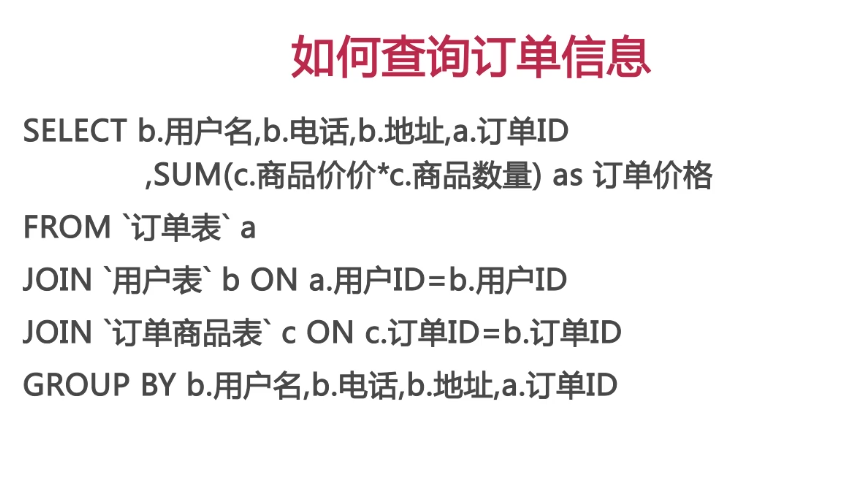 如何查询订单信息
SELECT b.用户名,b.电话,b.地址,a.订单ID
,SUM(c.商品价价*c.商品数量) as 订单价格
FROM `订单表` a
JOIN `用户表` b ON a.用户ID=b.用户ID
JOIN `订单商品表` c ON c.订单ID=b.订单ID
GROUP BY b.用户名,b.电话,b.地址,a.订单ID